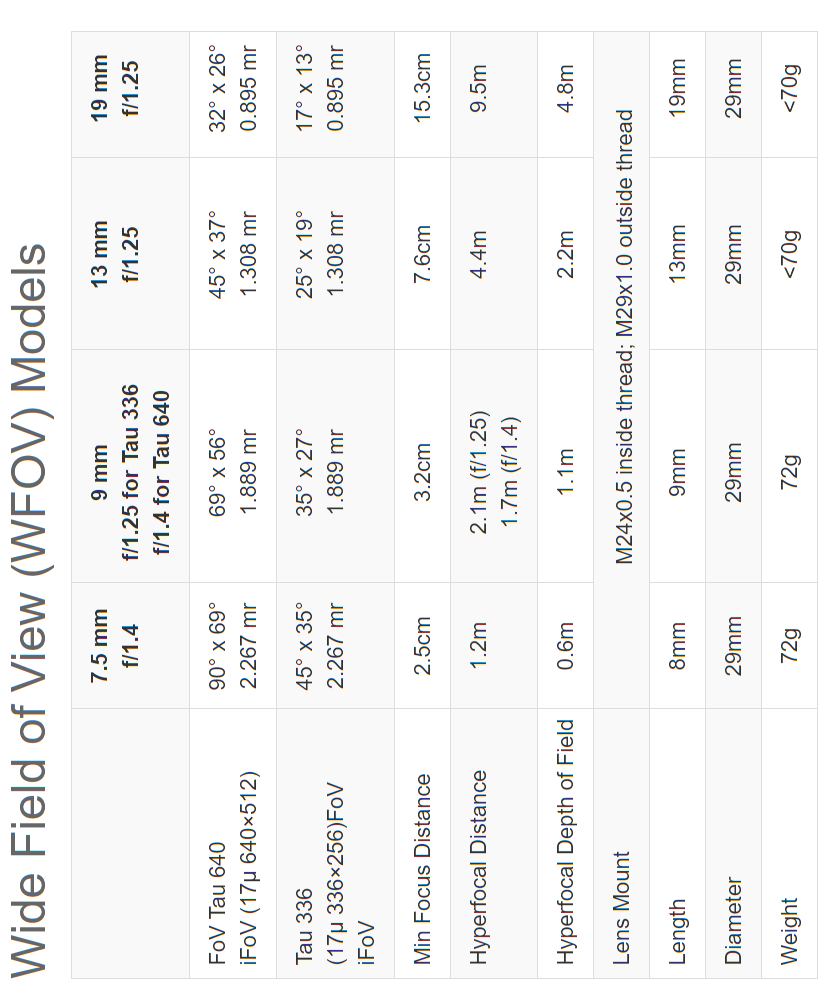 Wide Field of View (WFOV) Models
7.5 mm
f/1.4
9 mm
f/1.25 for Tau 336
f/1.4 for Tau 640
13 mm
f/1.25
19 mm
f/1.25
FoV Tau 640
iFoV (17µ 640×512)
90° x 69°
2.267 mr
69° x 56°
1.889 mr
45° x 37°
1.308 mr
32° x 26°
0.895 mr
Tau 336
(17µ 336×256)FoV
iFoV
45° x 35°
2.267 mr
35° x 27°
1.889 mr
25° x 19°
1.308 mr
17° x 13°
0.895 mr
Min Focus Distance
2.5cm
3.2cm
7.6cm
15.3cm
Hyperfocal Distance
1.2m
2.1m (f/1.25)
1.7m (f/1.4)
4.4m
9.5m
Hyperfocal Depth of Field
0.6m
1.1m
2.2m
4.8m
Lens Mount
M24x0.5 inside thread; M29x1.0 outside thread
Length
8mm
9mm
13mm
19mm
Diameter
29mm
29mm
29mm
29mm
Weight
72g
72g
<70g
<70g